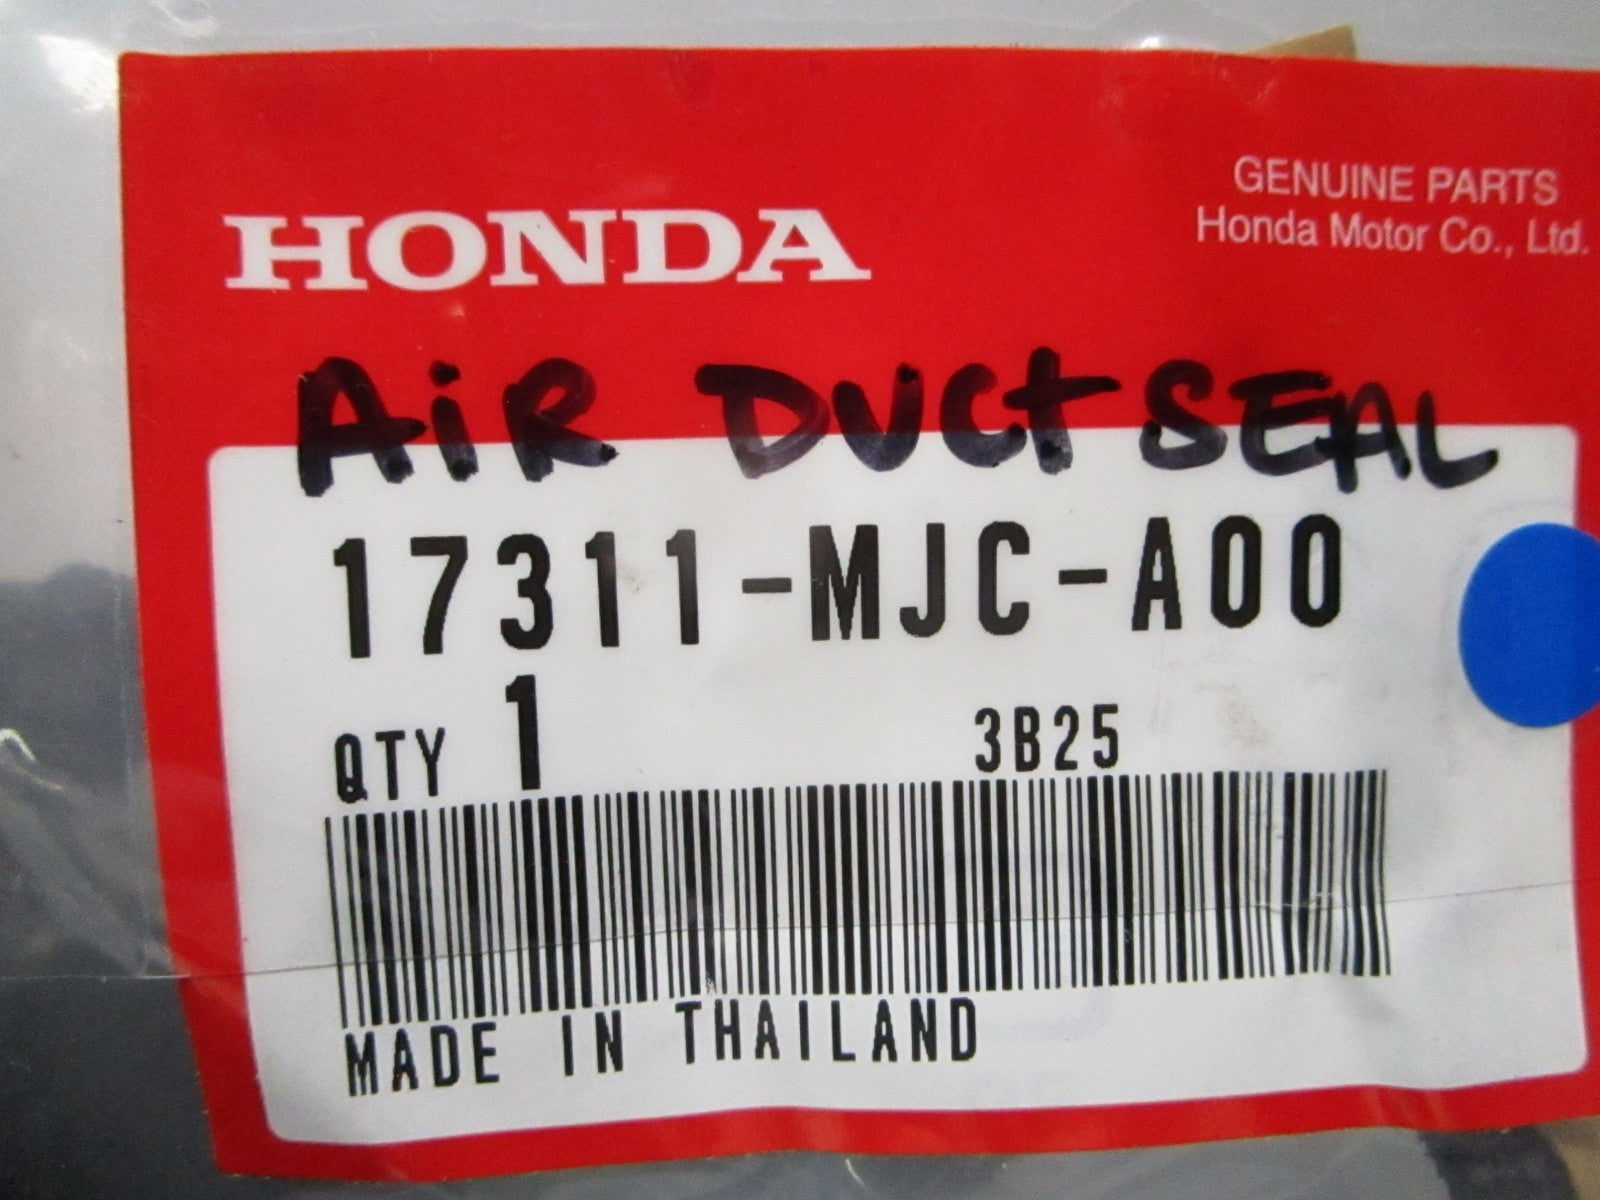 GENUINE PARTS
Honda Motor Co., Ltd.
HONDA
AiR DUCt SEAL
17311-MJC-A00
QTY 1 3B25
MADE IN THAILAND